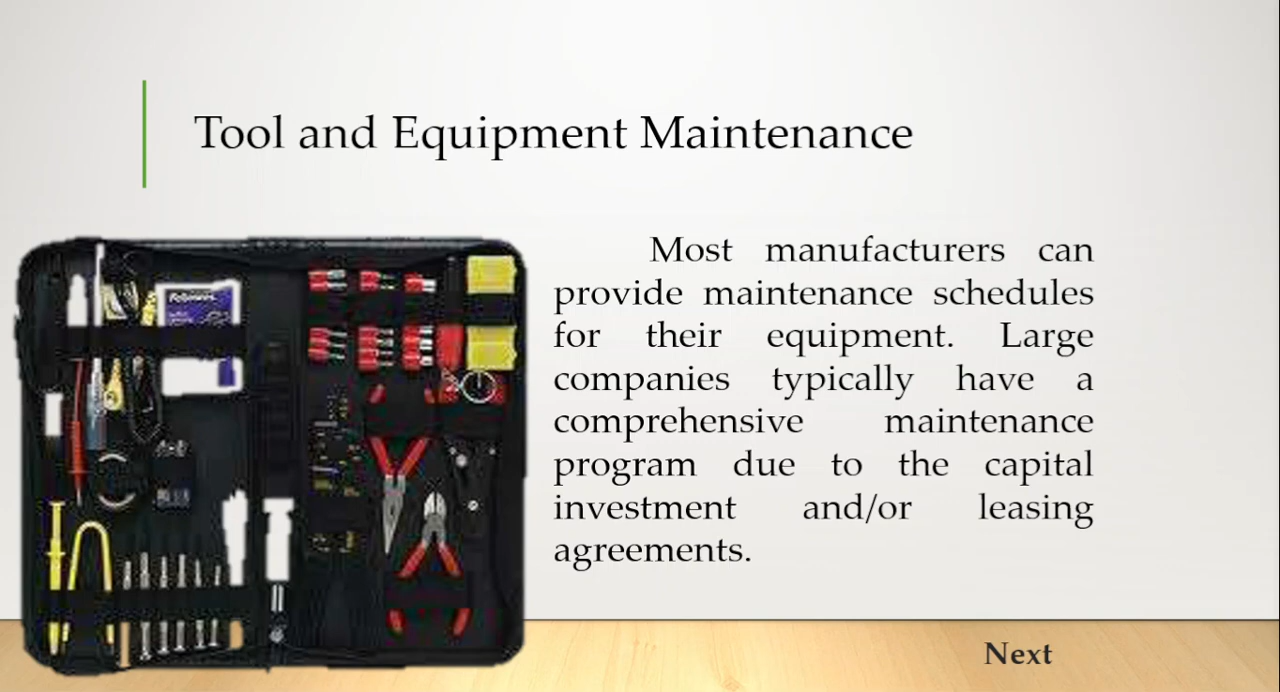 Tool and Equipment Maintenance
Most manufacturers can
provide maintenance schedules
for their equipment. Large
companies typically have a
comprehensive maintenance
program due to the capital
investment and/or leasing
agreements.
Next